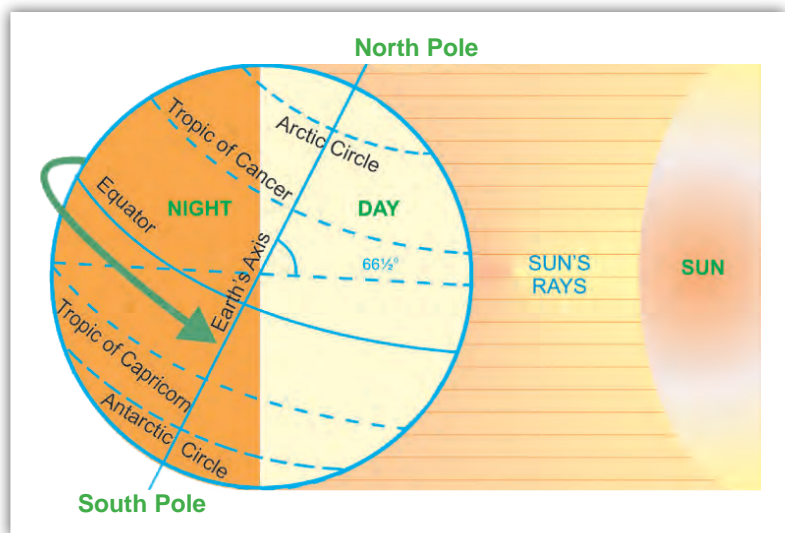 North Pole
Arctic Circle
Tropic of Cancer
Equator
NIGHT
DAY
Earth's Axis
66½°
SUN'S
RAYS
SUN
Tropic of Capricorn
Antarctic Circle
South Pole